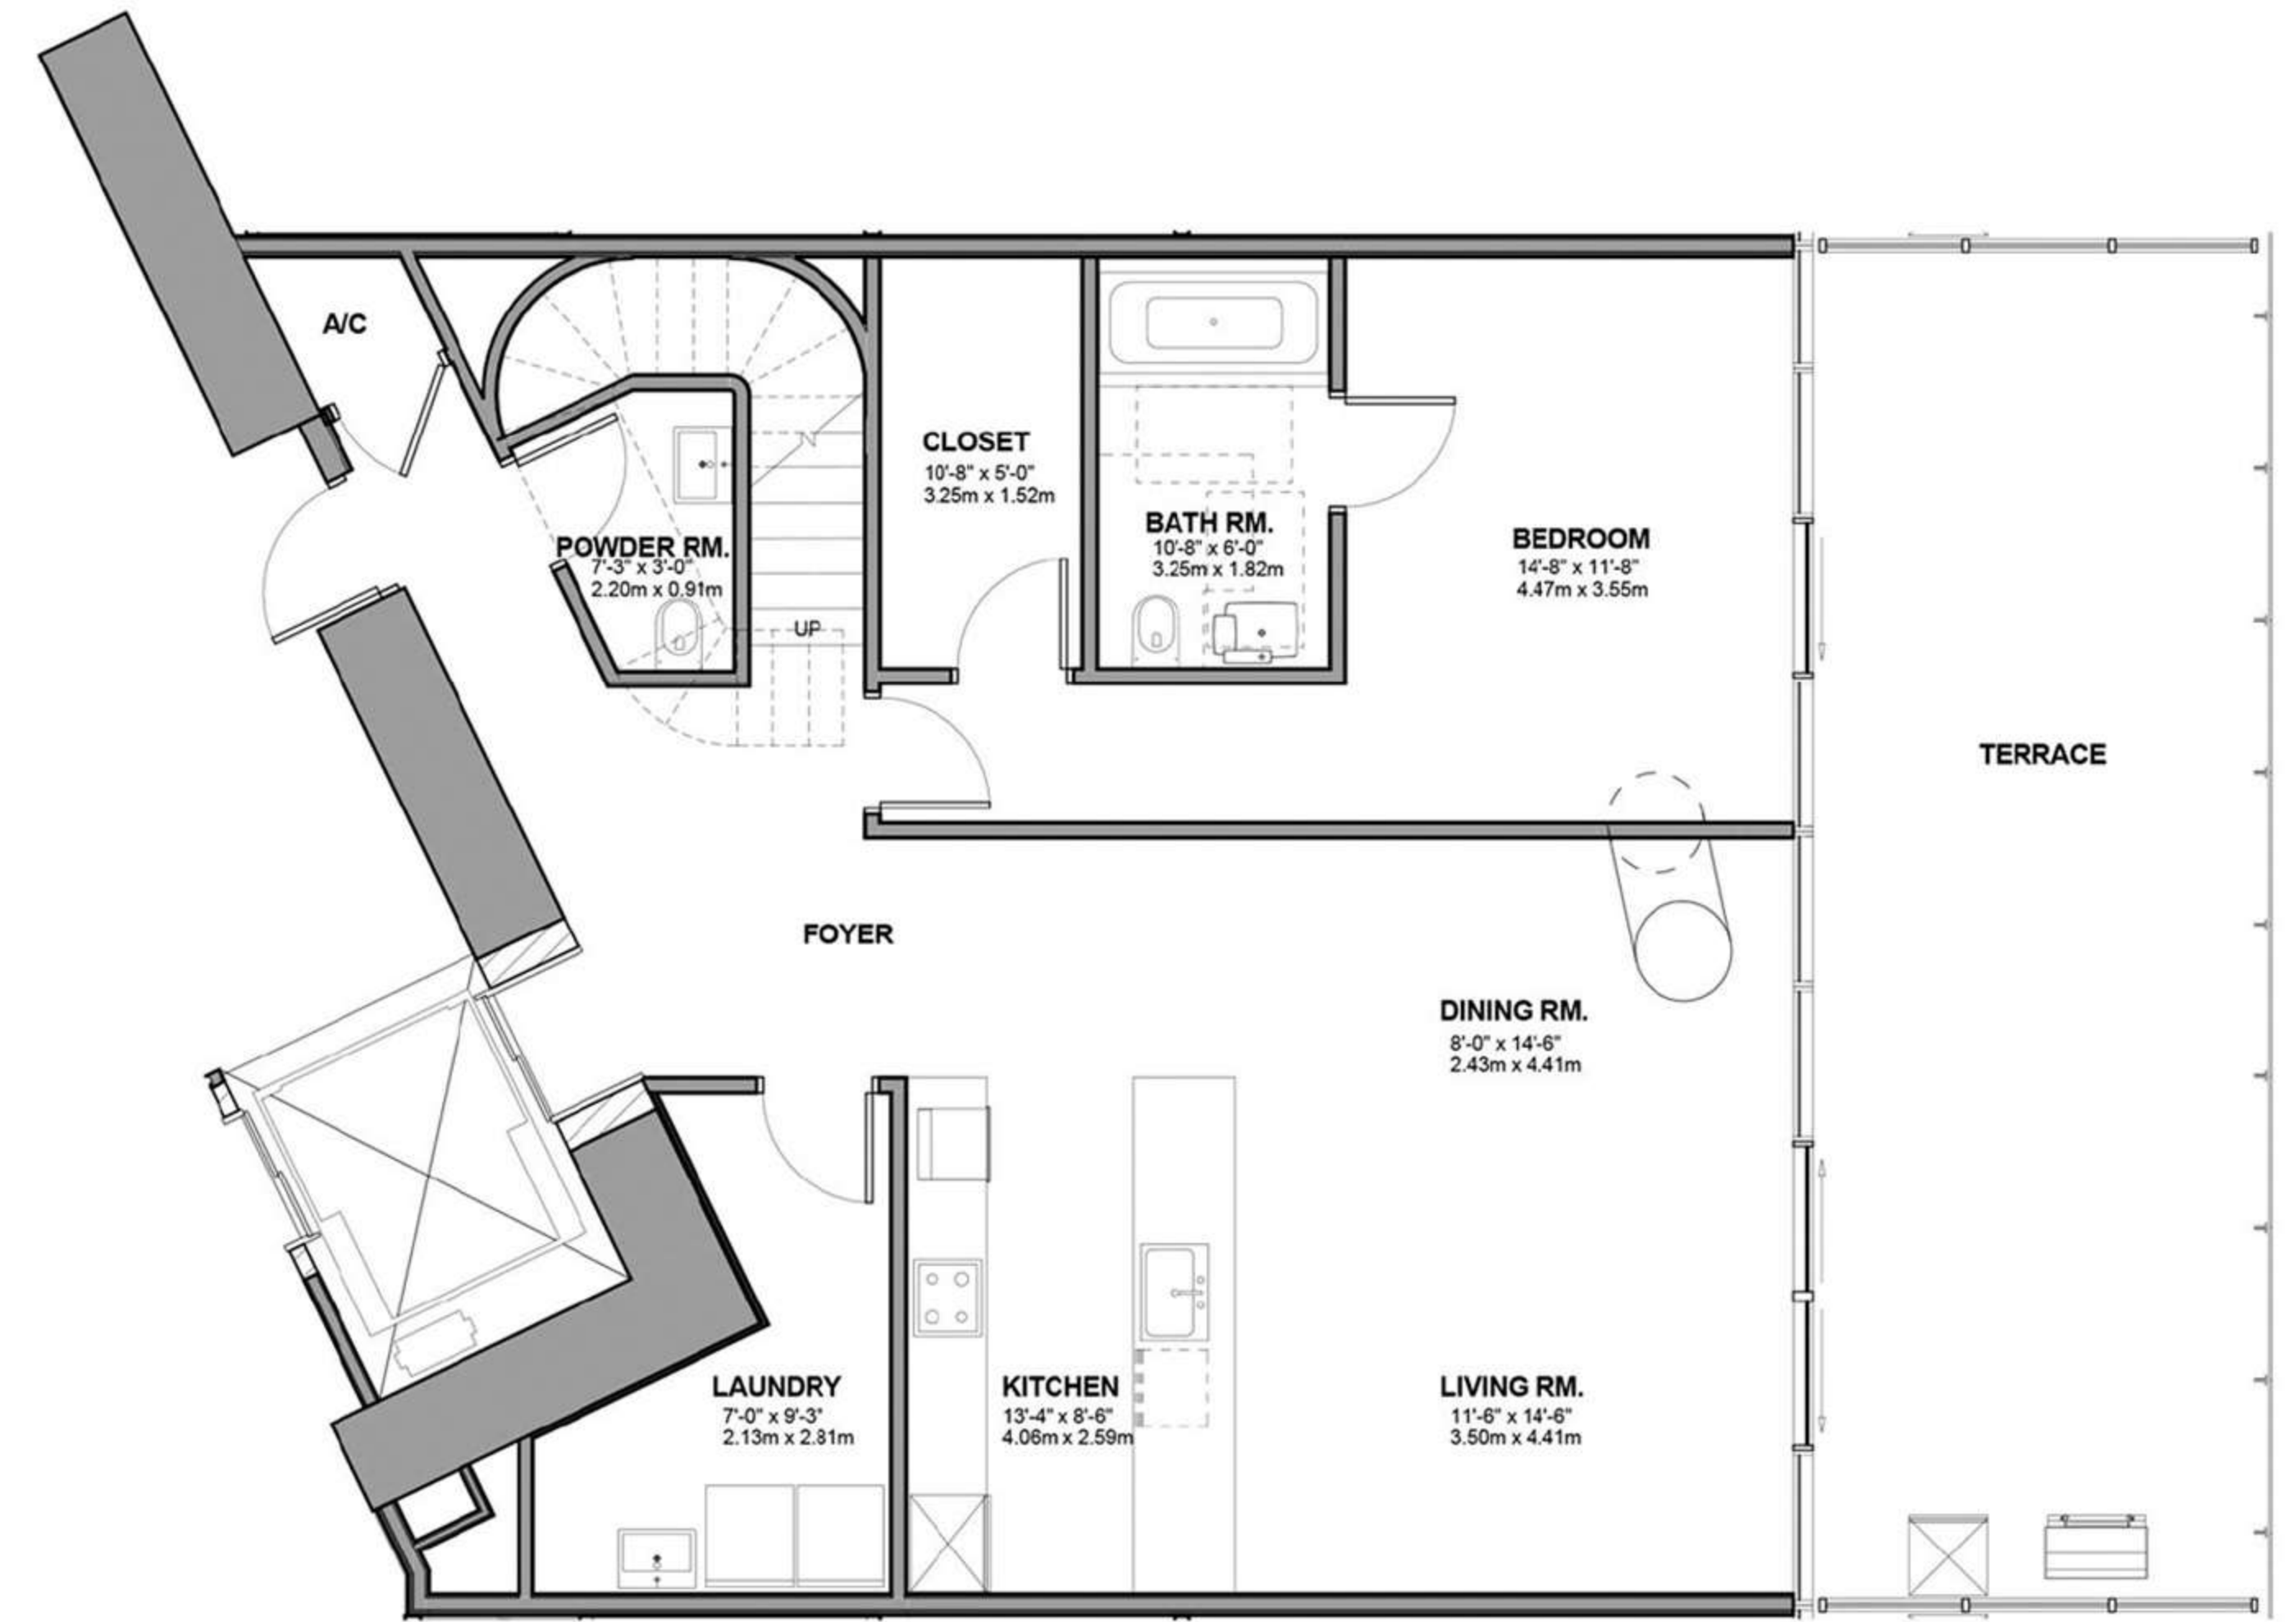 A/C
CLOSET
10'-8" x 5'-0"
3.25m x 1.52m
BATH RM.
10'-8" x 6'-0"
3.25m x 1.82m
BEDROOM
14'-8" x 11'-8"
4.47m x 3.55m
POWDER RM.
7'-3" x 3'-0"
2.20m x 0.91m
UP
TERRACE
FOYER
DINING RM.
8'-0" x 14'-6"
2.43m x 4.41m
LAUNDRY
7'-0" x 9'-3"
2.13m x 2.81m
KITCHEN
13'-4" x 8'-6"
4.06m x 2.59m
LIVING RM.
11'-6" x 14'-6"
3.50m x 4.41m